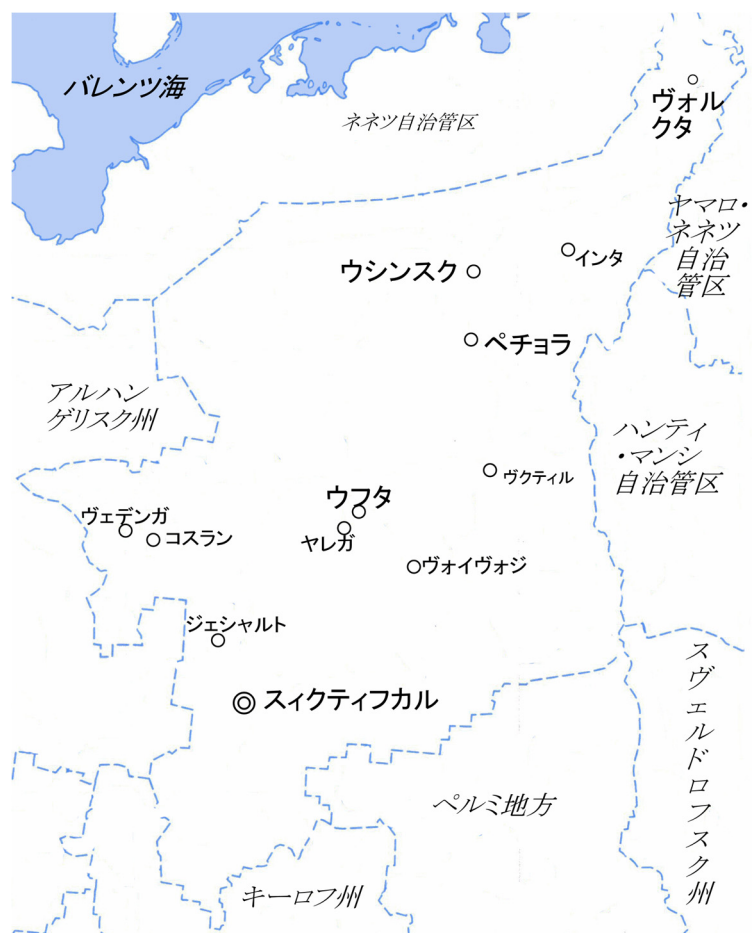 バレンツ海
ヴォル
クタ
ネネツ自治管区
ヤマロ・
ネネツ
自治
管区
インタ
ウシンスク
ペチョラ
アルハン
ゲリスク州
ハンティ
・マンシ
自治管区
ヴクティル
ウフタ
ヴェデンガ
コスラン
ヤレガ
ヴォイヴォジ
ジェシャルト
スィクティフカル
スヴェルドロフスク州
ペルミ地方
キーロフ州